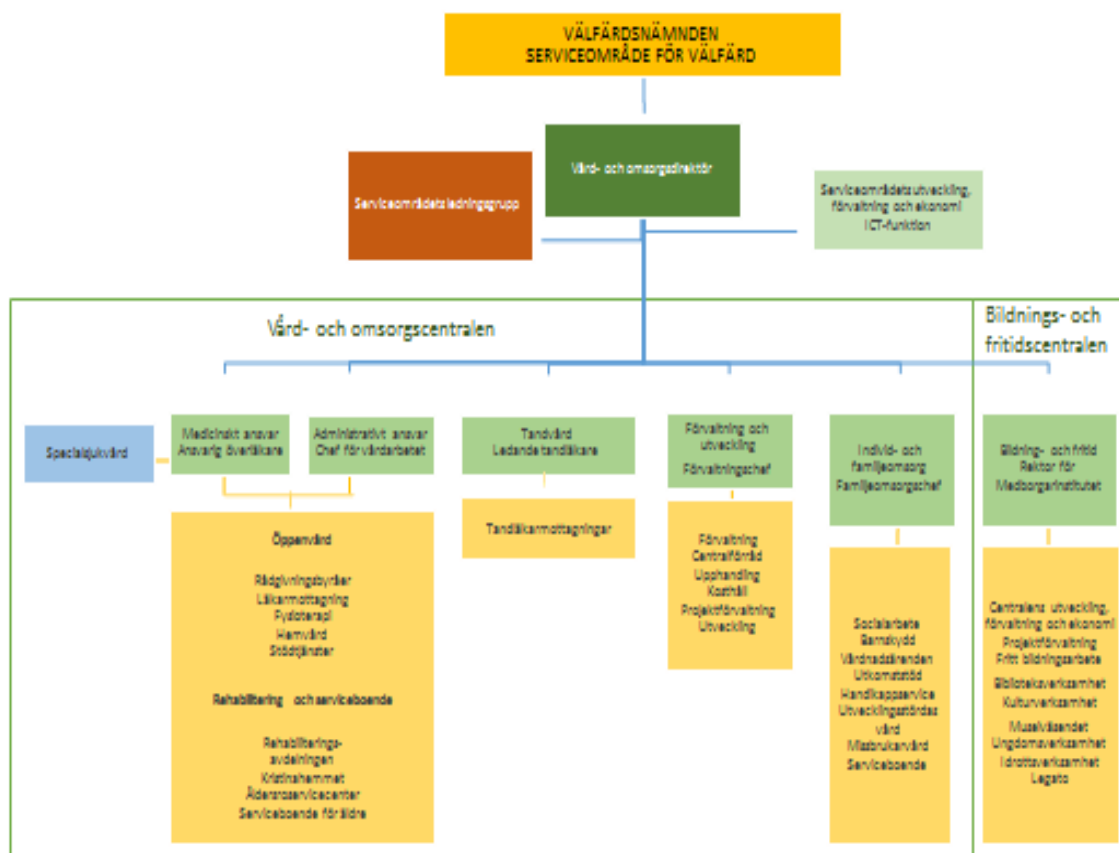 VÄLFÄRDSNÄMNDEN
SERVICEOMRÅDE FÖR VÄLFÄRD
Vård- och omsorgsdirektör
Serviceområdets ledningsgrupp
Serviceområdets utveckling,
förvaltning och ekonomi
ICT-funktion
Vård- och omsorgscentralen
Bildnings- och
fritidscentralen
Specialsjukvård
Medicinskt ansvar
Ansvarig överläkare
Administrativt ansvar
Chef för vårdarbetet
Tandvård
Ledande tandläkare
Förvaltning och
utveckling
Förvaltningschef
Individ- och
familjeomsorg
Familjeomsorgschef
Bildning- och fritid
Rektor för
Medborgarinstitutet
Öppenvård
Rådgivningsbyråer
Läkarmottagning
Fysioterapi
Hemvård
Stödtjänster
Rehabilitering och serviceboende
Rehabiliterings-
avdelningen
Kristinahemmet
Åldersroservicecenter
Serviceboende för äldre
Tandläkarmottagningar
Förvaltning
Centralförråd
Upphanding
Kosthåll
Projektförvaltning
Utveckling
Socialarbete
Barnskydd
Vårdnadsärenden
Utkomststöd
Handikappservice
Utvecklingsstördas
vård
Missbrukarvård
Serviceboende
Centralens utveckling,
förvaltning och ekonomi
Projektförvaltning
Fritt bildningsarbete
Biblioteksverksamhet
Kulturverksamhet
Museiväsendet
Ungdomsverksamhet
Idrottsverksamhet
Legato